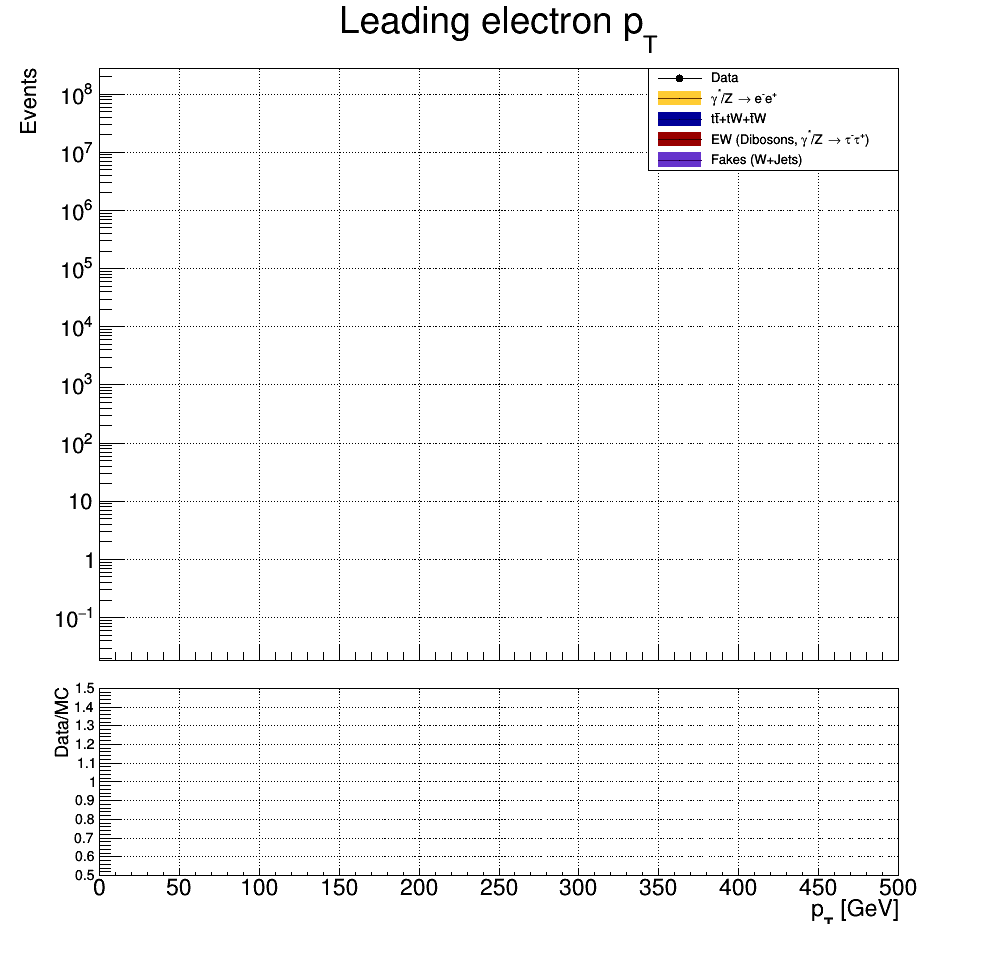 Leading electron p_T
Events
10^8
10^7
10^6
10^5
10^4
10^3
10^2
10
1
10^−1
Data
γ*/Z → e⁻e⁺
tt̄+tW+t̄W
EW (Dibosons, γ*/Z → τ⁻τ⁺)
Fakes (W+Jets)
Data/MC
1.5
1.4
1.3
1.2
1.1
1
0.9
0.8
0.7
0.6
0.5
0 50 100 150 200 250 300 350 400 450 500
p_T [GeV]